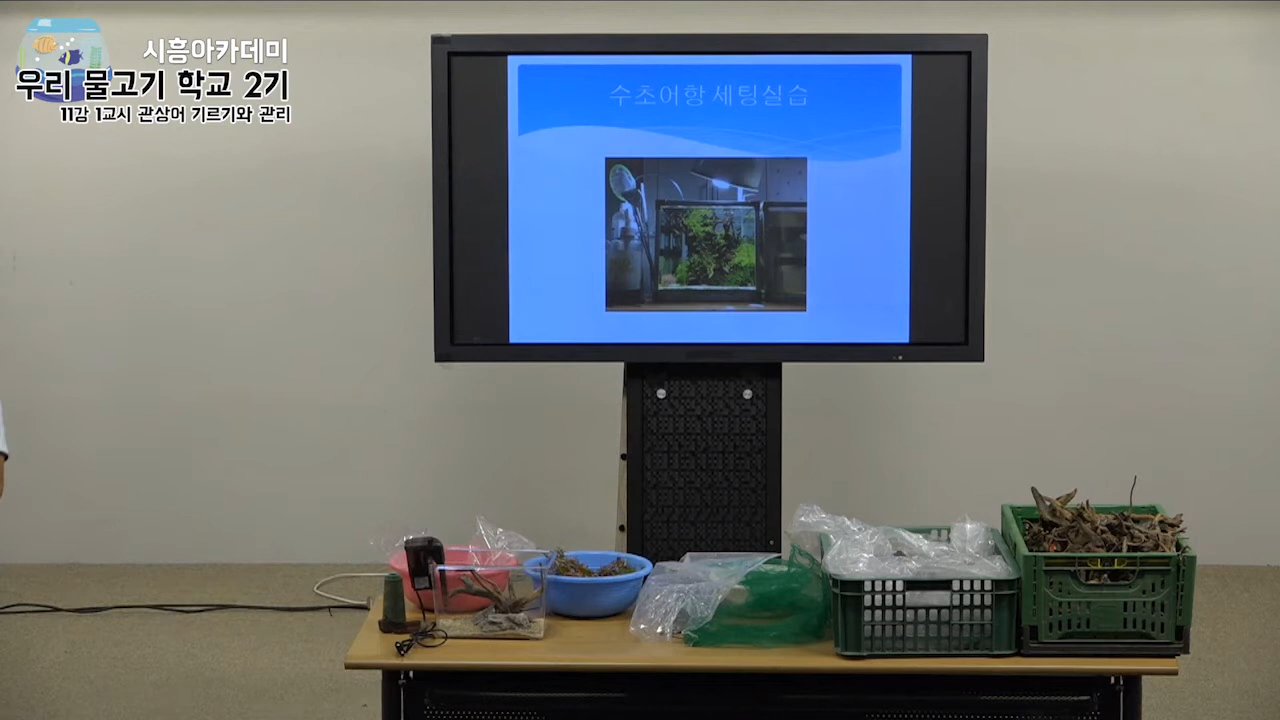 시흥아카데미
우리 물고기 학교 2기
11강 1교시 관상어 기르기와 관리
수초어항 세팅실습